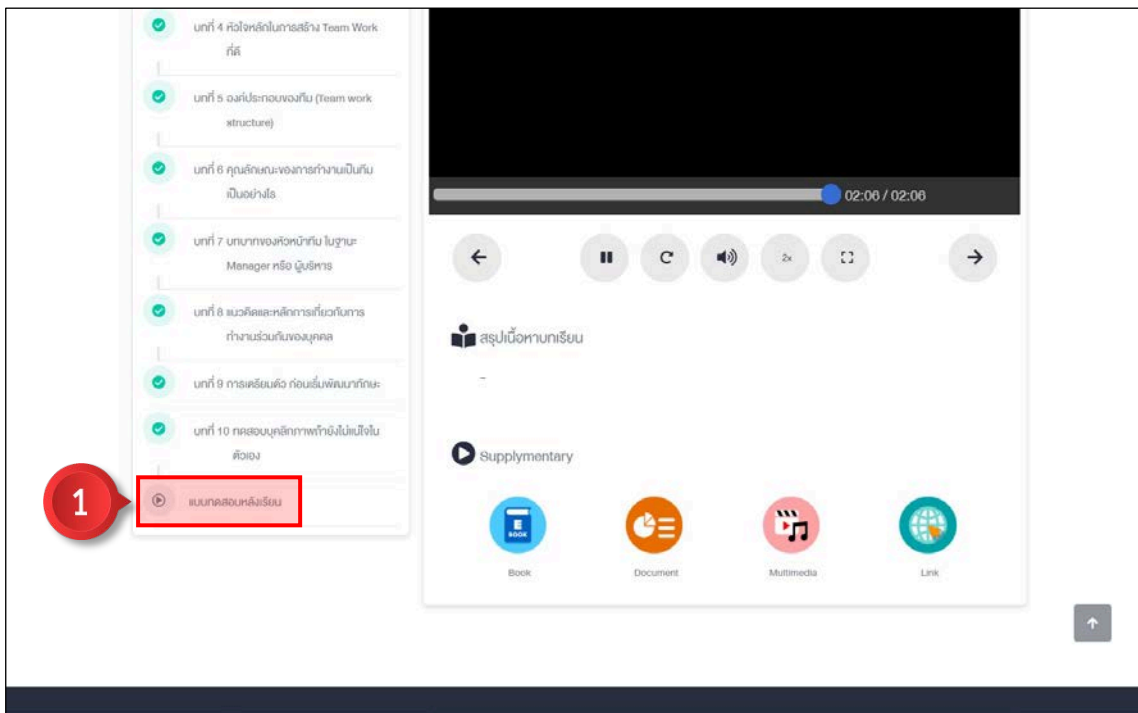 บทที่ 4 หัวใจหลักในการสร้าง Team Work
ที่ดี
บทที่ 5 องค์ประกอบของทีม (Team work
structure)
บทที่ 6 คุณลักษณะของการทำงานเป็นทีม
เป็นอย่างไร
บทที่ 7 บทบาทของหัวหน้าทีม ในฐานะ
Manager หรือ ผู้บริหาร
บทที่ 8 แนวคิดและหลักการเกี่ยวกับการ
ทำงานร่วมกันของบุคคล
บทที่ 9 การเตรียมตัว ก่อนเริ่มพัฒนาทักษะ
บทที่ 10 ทดสอบบุคลิกภาพถ้ายังไม่แน่ใจใน
ตัวเอง
1
แบบทดสอบหลังเรียน
02:06 / 02:06
2x
สรุปเนื้อหาบทเรียน
-
Supplymentary
E
BOOK
Book
Document
Multimedia
Link